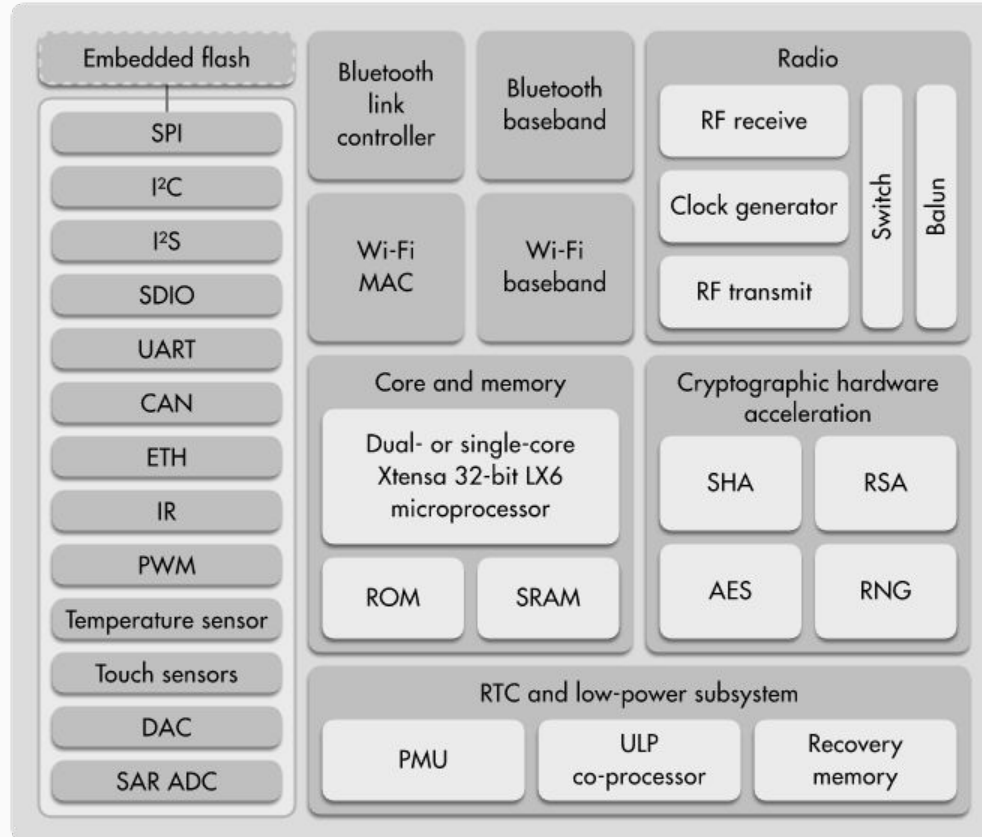 Embedded flash
SPI
I²C
I²S
SDIO
UART
CAN
ETH
IR
PWM
Temperature sensor
Touch sensors
DAC
SAR ADC
Bluetooth
link
controller
Bluetooth
baseband
Wi-Fi
MAC
Wi-Fi
baseband
Radio
RF receive
Clock generator
RF transmit
Switch
Balun
Core and memory
Dual- or single-core
Xtensa 32-bit LX6
microprocessor
ROM
SRAM
Cryptographic hardware
acceleration
SHA
RSA
AES
RNG
RTC and low-power subsystem
PMU
ULP
co-processor
Recovery
memory